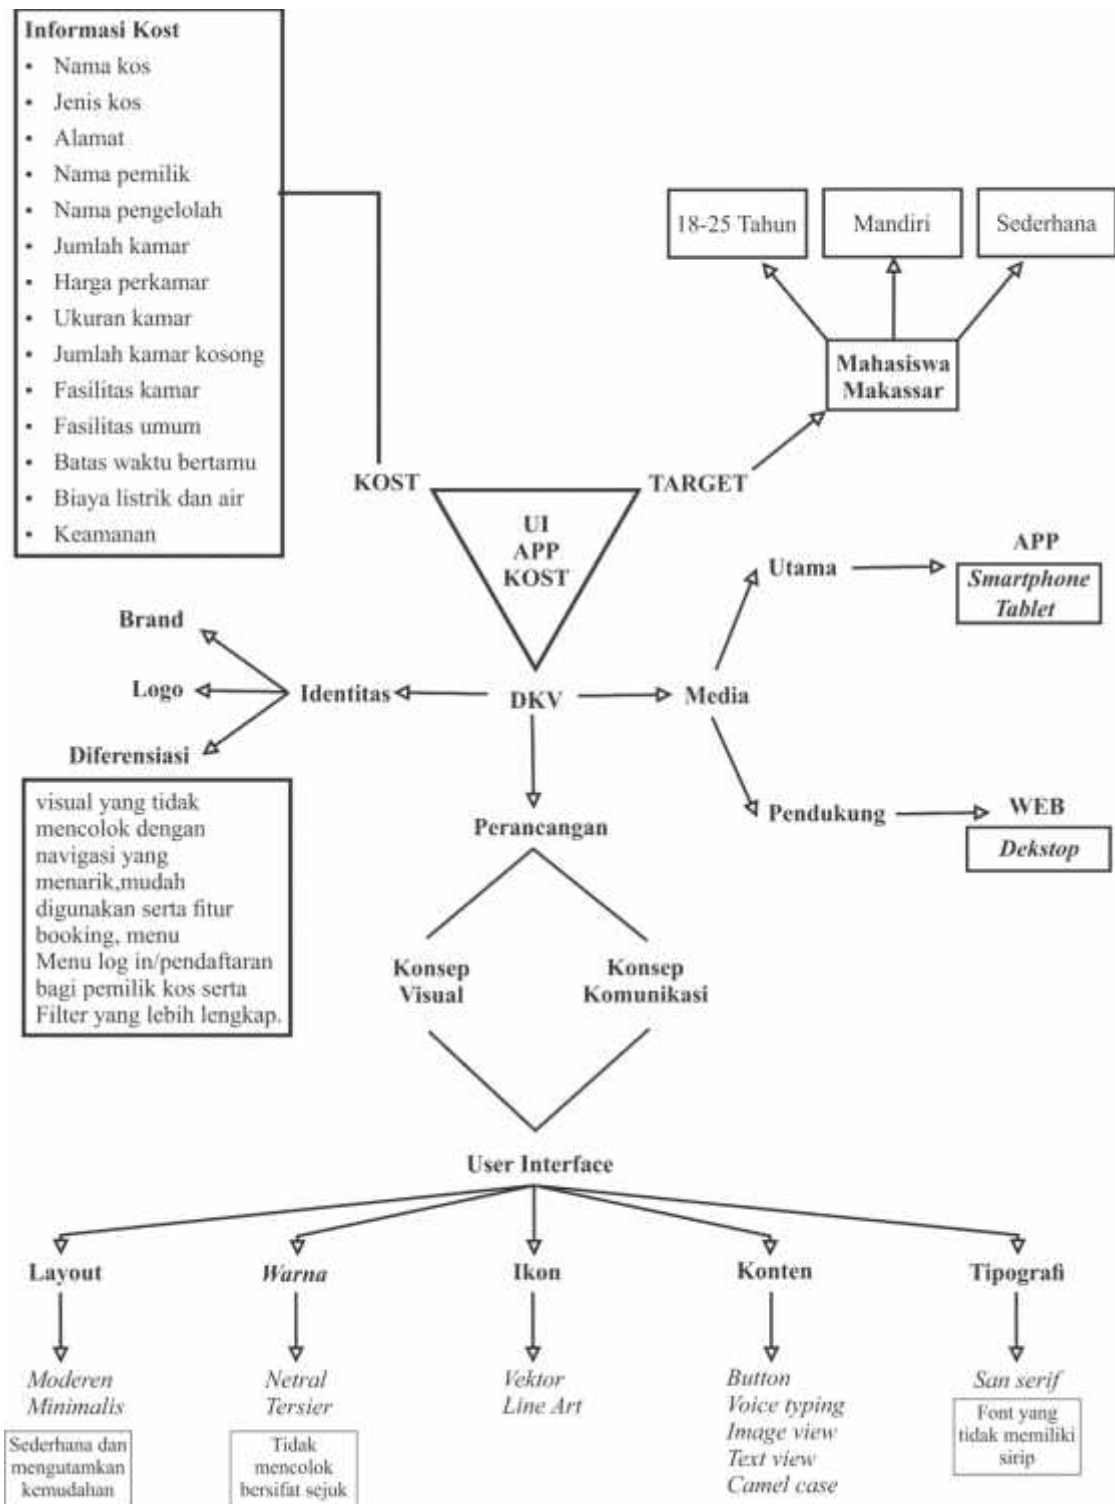 Informasi Kost
• Nama kos
• Jenis kos
• Alamat
• Nama pemilik
• Nama pengelolah
• Jumlah kamar
• Harga perkamar
• Ukuran kamar
• Jumlah kamar kosong
• Fasilitas kamar
• Fasilitas umum
• Batas waktu bertamu
• Biaya listrik dan air
• Keamanan
18-25 Tahun
Mandiri
Sederhana
Mahasiswa
Makassar
KOST
TARGET
UI
APP
KOST
Utama
APP
Smartphone
Tablet
Brand
Logo
Identitas
DKV
Media
Diferensiasi
visual yang tidak
mencolok dengan
navigasi yang
menarik,mudah
digunakan serta fitur
booking, menu
Menu log in/pendaftaran
bagi pemilik kos serta
Filter yang lebih lengkap.
Perancangan
Pendukung
WEB
Dekstop
Konsep
Visual
Konsep
Komunikasi
User Interface
Layout
Warna
Ikon
Konten
Tipografi
Moderen
Minimalis
Sederhana dan
mengutamkan
kemudahan
Netral
Tersier
Tidak
mencolok
bersifat sejuk
Vektor
Line Art
Button
Voice typing
Image view
Text view
Camel case
San serif
Font yang
tidak memiliki
sirip